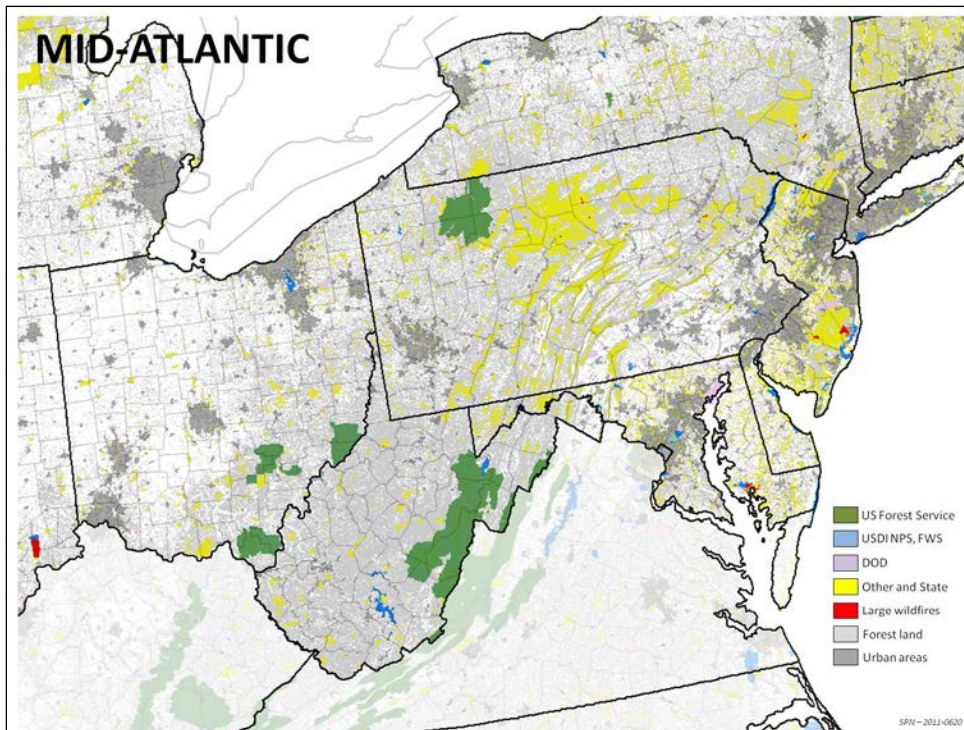 MID-ATLANTIC
US Forest Service
USDI NPS, FWS
DOD
Other and State
Large wildfires
Forest land
Urban areas
SPN-2011-0620